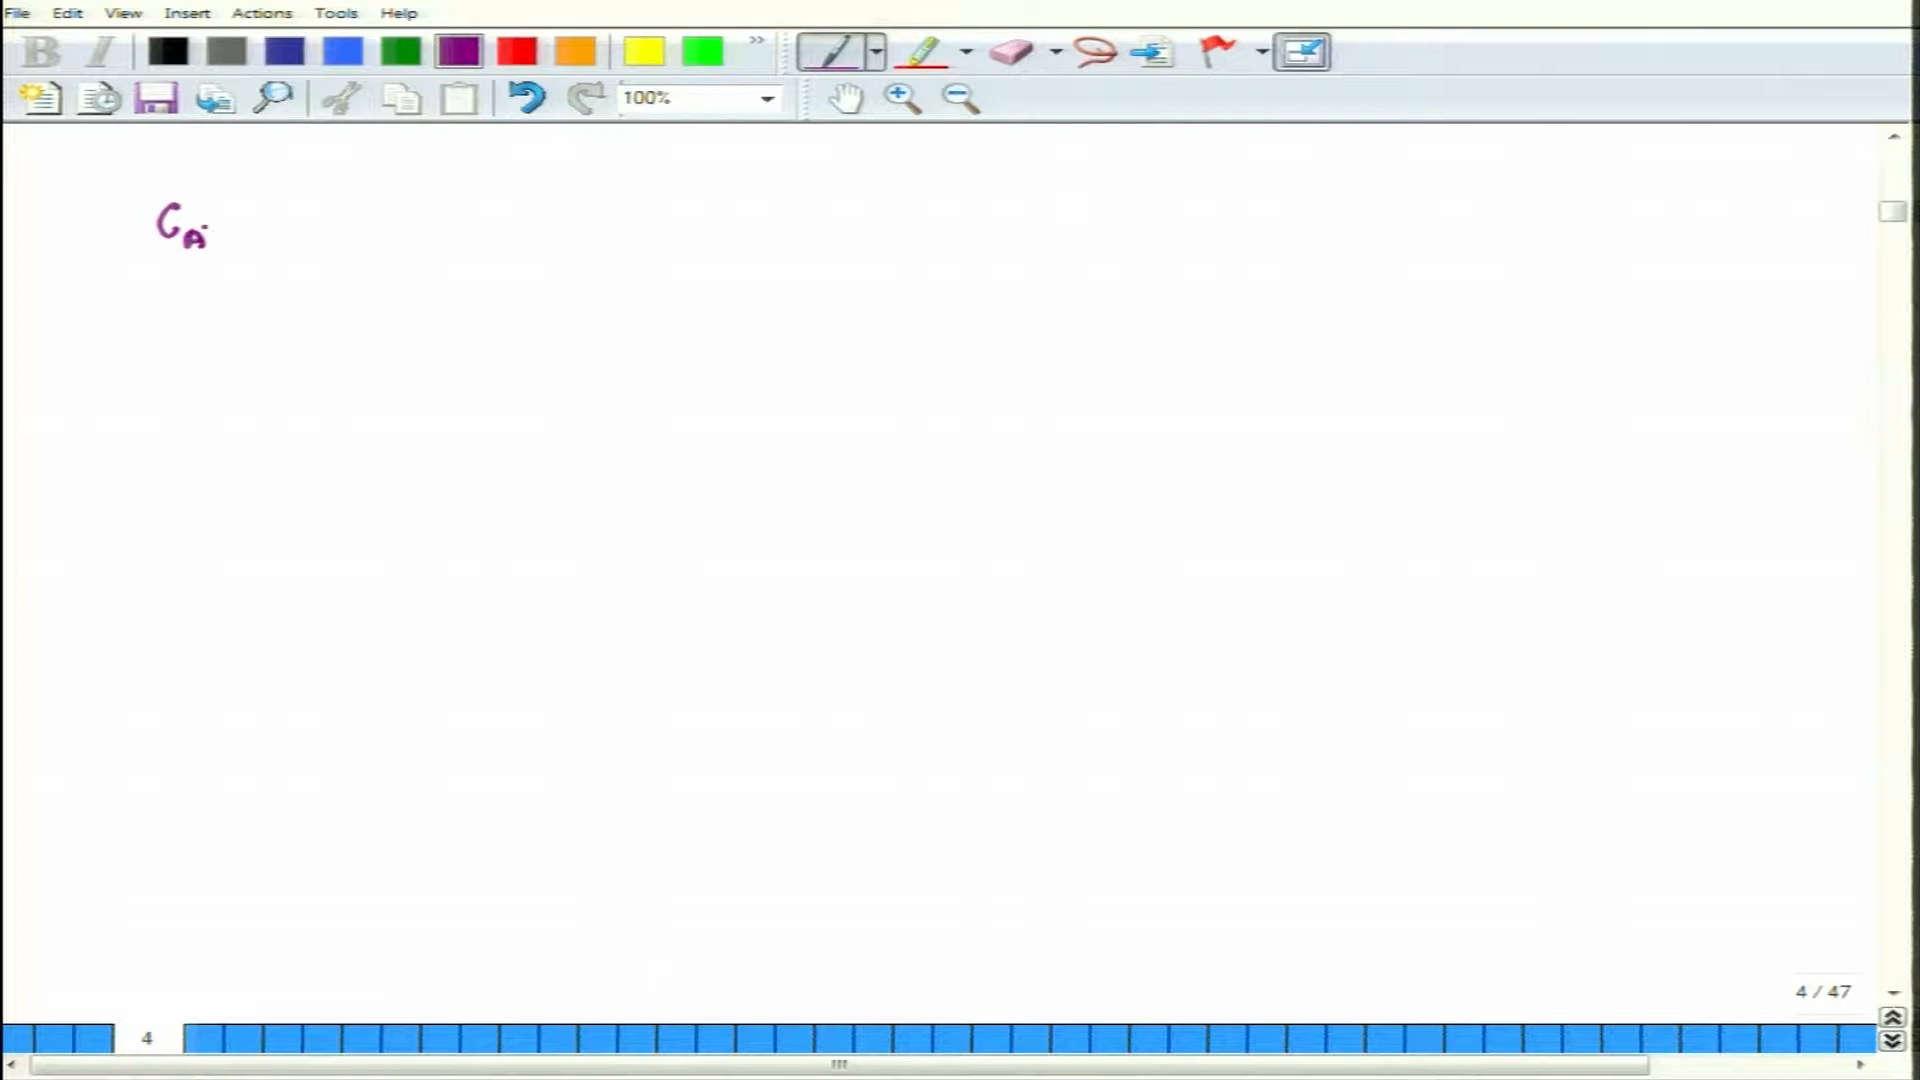 File Edit View Insert Actions Tools Help
B I
100%
C_A
4 / 47
4